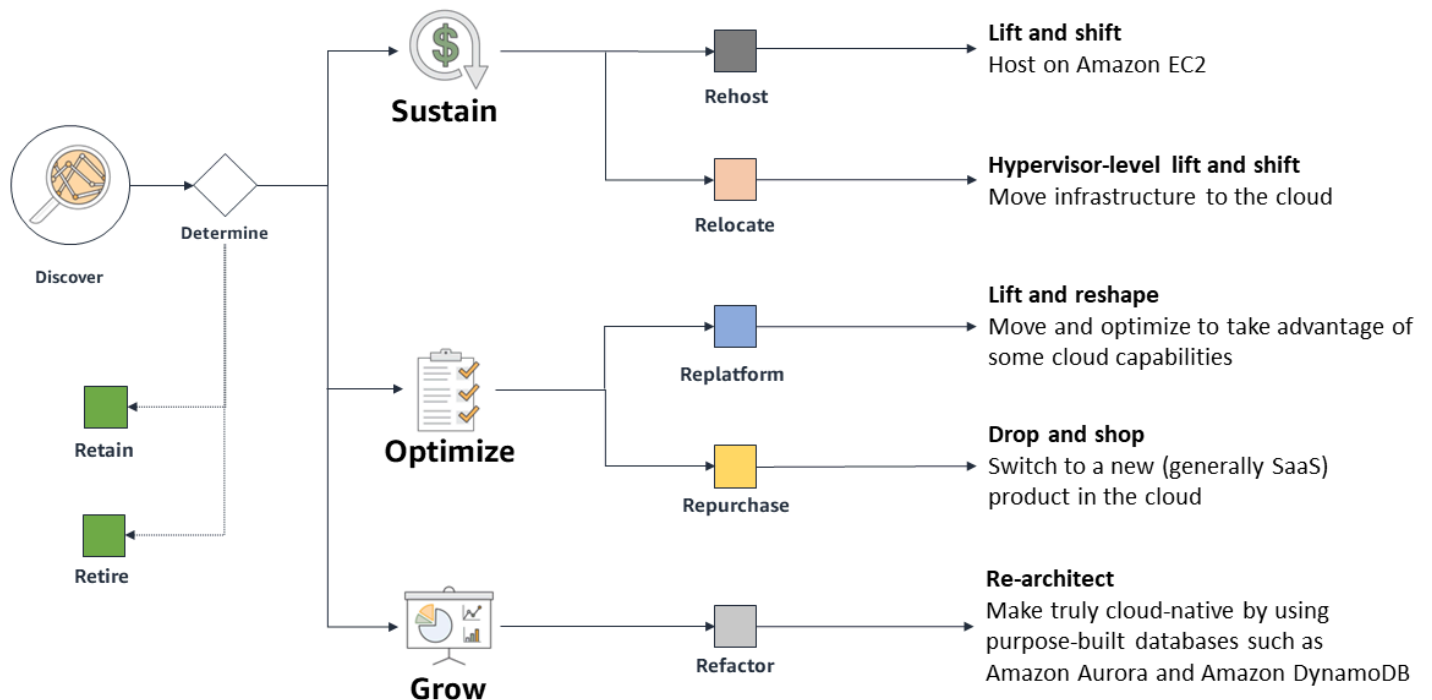 Discover
Determine
Retain
Retire
Sustain
Rehost
Lift and shift
Host on Amazon EC2
Relocate
Hypervisor-level lift and shift
Move infrastructure to the cloud
Optimize
Replatform
Lift and reshape
Move and optimize to take advantage of
some cloud capabilities
Repurchase
Drop and shop
Switch to a new (generally SaaS)
product in the cloud
Grow
Refactor
Re-architect
Make truly cloud-native by using
purpose-built databases such as
Amazon Aurora and Amazon DynamoDB